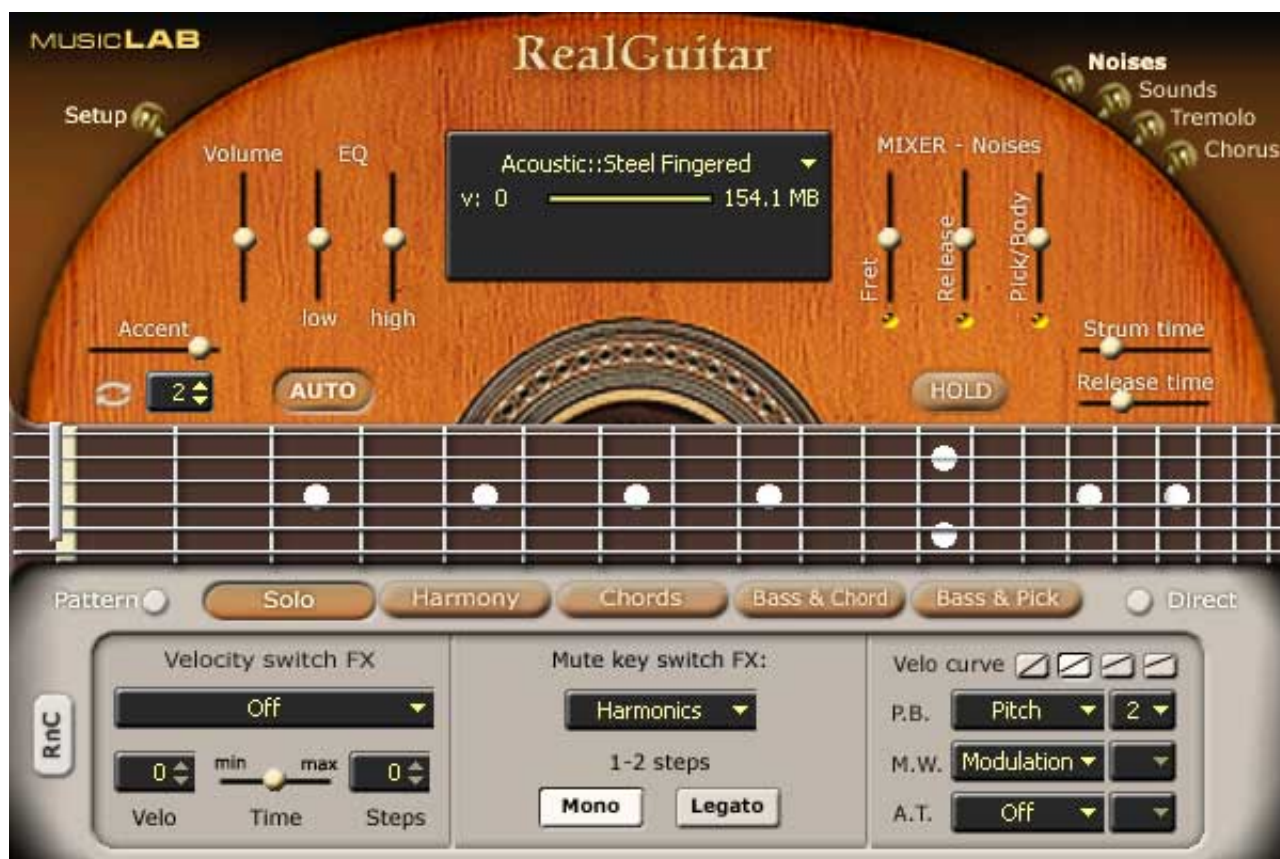 MUSICLAB
RealGuitar
Noises
Sounds
Tremolo
Chorus
Setup
Volume
EQ
low
high
Acoustic::Steel Fingered
v: 0 154.1 MB
MIXER - Noises
Fret
Release
Pick/Body
Accent
2
AUTO
HOLD
Strum time
Release time
Pattern
Solo
Harmony
Chords
Bass & Chord
Bass & Pick
Direct
RnC
Velocity switch FX
Off
0
min
max
0
Velo
Time
Steps
Mute key switch FX:
Harmonics
1-2 steps
Mono
Legato
Velo curve
P.B. Pitch 2
M.W. Modulation
A.T. Off